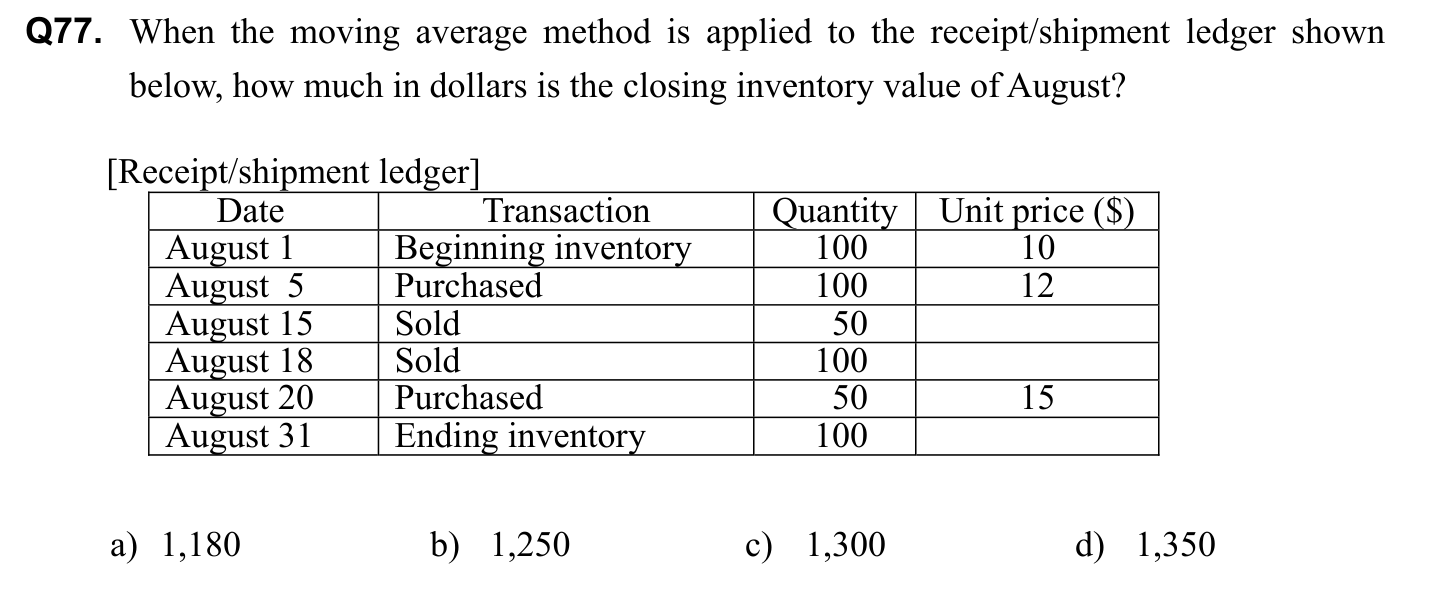 Q77. When the moving average method is applied to the receipt/shipment ledger shown
below, how much in dollars is the closing inventory value of August?
[Receipt/shipment ledger]
Date Transaction Quantity Unit price ($)
August 1 Beginning inventory 100 10
August 5 Purchased 100 12
August 15 Sold 50
August 18 Sold 100
August 20 Purchased 50 15
August 31 Ending inventory 100
a) 1,180 b) 1,250 c) 1,300 d) 1,350